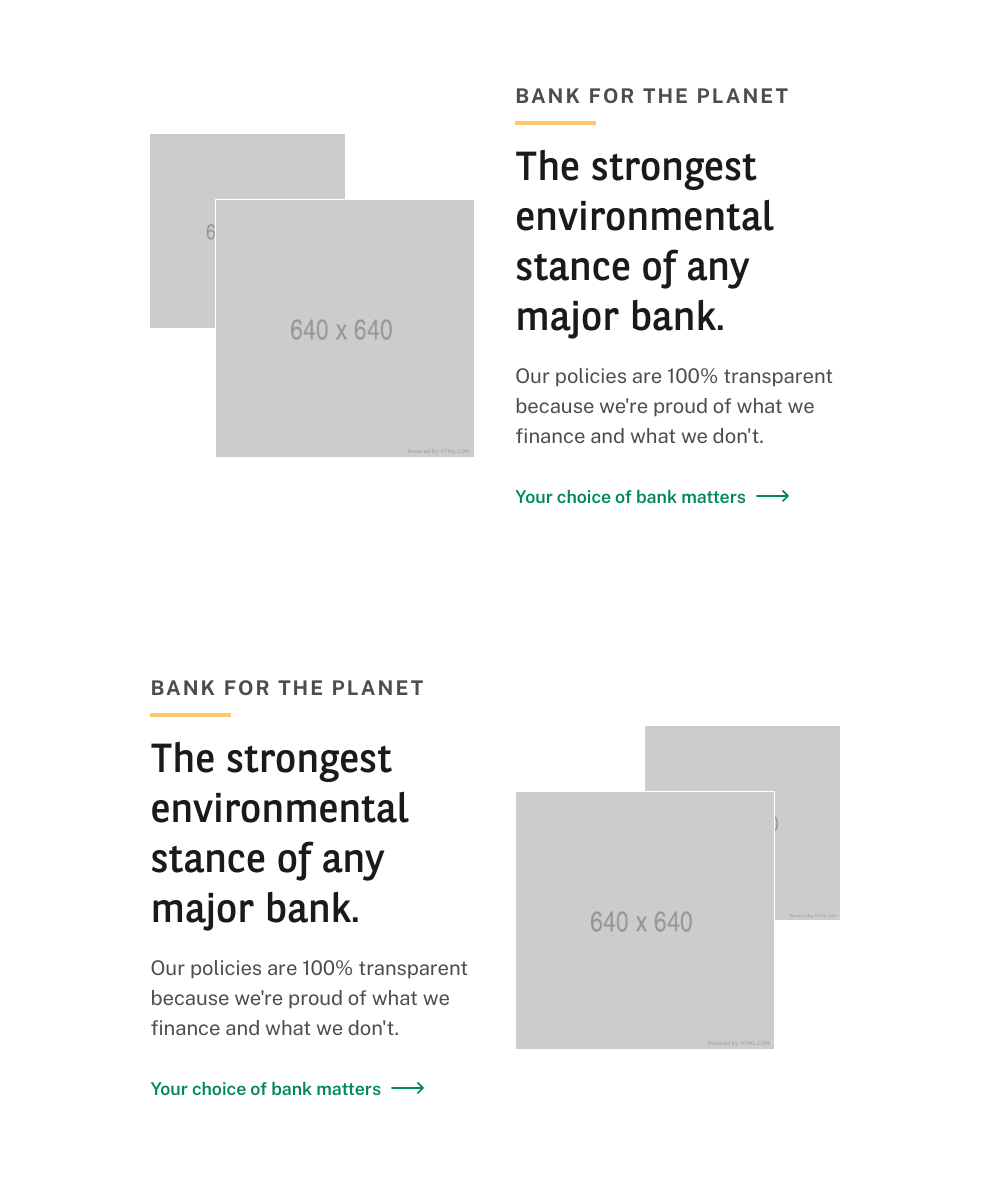 BANK FOR THE PLANET
The strongest
environmental
stance of any
major bank.
Our policies are 100% transparent
because we're proud of what we
finance and what we don't.
Your choice of bank matters
6
640 x 640
Powered by HTML.COM
BANK FOR THE PLANET
The strongest
environmental
stance of any
major bank.
Our policies are 100% transparent
because we're proud of what we
finance and what we don't.
Your choice of bank matters
640 x 640
Powered by HTML.COM
Powered by HTML.COM